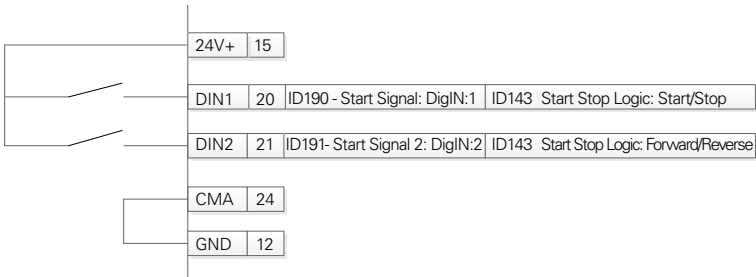 24V+ 15
DIN1 20 ID190 - Start Signal: DigIN:1 ID143 Start Stop Logic: Start/Stop
DIN2 21 ID191- Start Signal 2: DigIN:2 ID143 Start Stop Logic: Forward/Reverse
CMA 24
GND 12